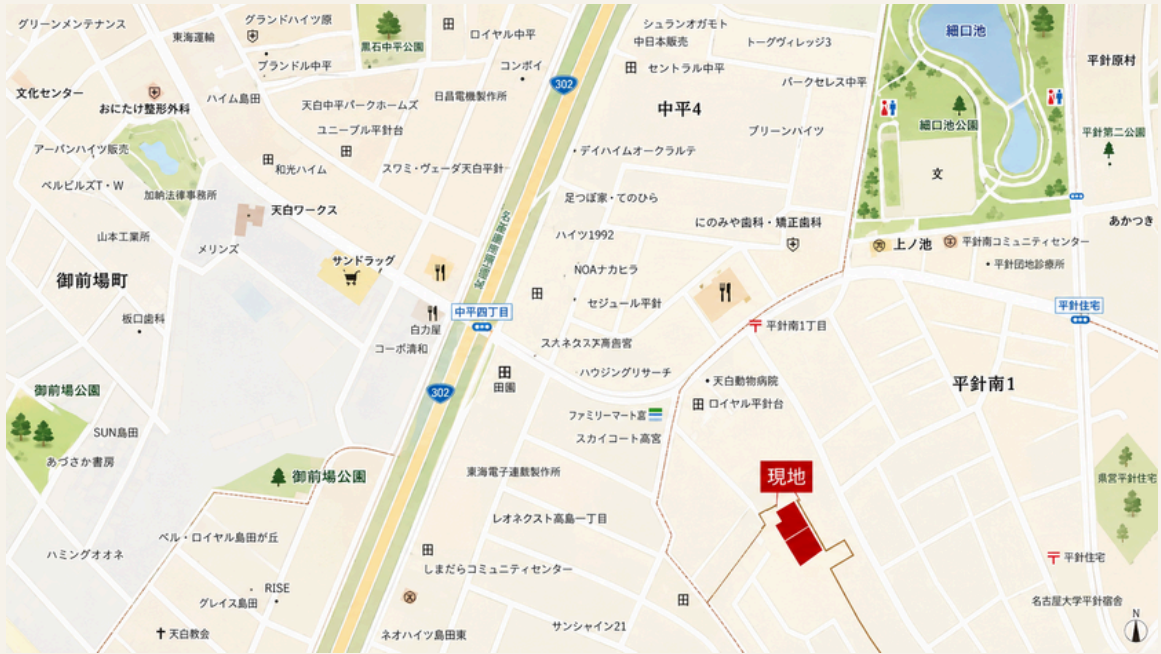 グリーンメンテナンス
グランドハイツ原
東海運輸
黒石中平公園
ロイヤル中平
シュランオガモト
中日本販売
トーグヴィレッジ3
細口池
ブランドル中平
コンボイ
セントラル中平
平針原村
パークセレス中平
302
文化センター
おにたけ整形外科
ハイム島田
天白中平パークホームズ
日昌電機製作所
中平4
ユニーブル平針台
ブリーンハイツ
細口池公園
平針第二公園
アーバンハイツ販売
デイハイムオークラルテ
和光ハイム
スワミ・ヴェーダ天白平針
文
ベルビルズT・W
加納法律事務所
足つぼ家・てのひら
天白ワークス
にのみや歯科・矯正歯科
あかつき
山本工業所
メリンズ
ハイツ1992
上ノ池
平針南コミュニティセンター
サンドラッグ
平針団地診療所
NOAナカヒラ
御前場町
セジュール平針
中平四丁目
平針住宅
板口歯科
白力屋
平針南1丁目
コーポ清和
田園
ハウジングリサーチ
天白動物病院
平針南1
御前場公園
302
ロイヤル平針台
ファミリーマート高
SUN島田
スカイコート高宮
あづさか書房
東海電子連載製作所
御前場公園
現地
県営平針住宅
レオネクスト高島一丁目
ベル・ロイヤル島田が丘
ハミングオオネ
しまだらコミュニティセンター
平針住宅
RISE
グレイス島田
名古屋大学平針宿舎
N
天白教会
ネオハイツ島田東
サンシャイン21